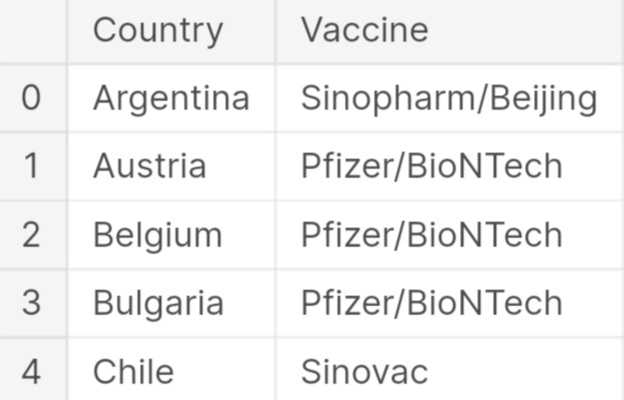 Country Vaccine
0 Argentina Sinopharm/Beijing
1 Austria Pfizer/BioNTech
2 Belgium Pfizer/BioNTech
3 Bulgaria Pfizer/BioNTech
4 Chile Sinovac